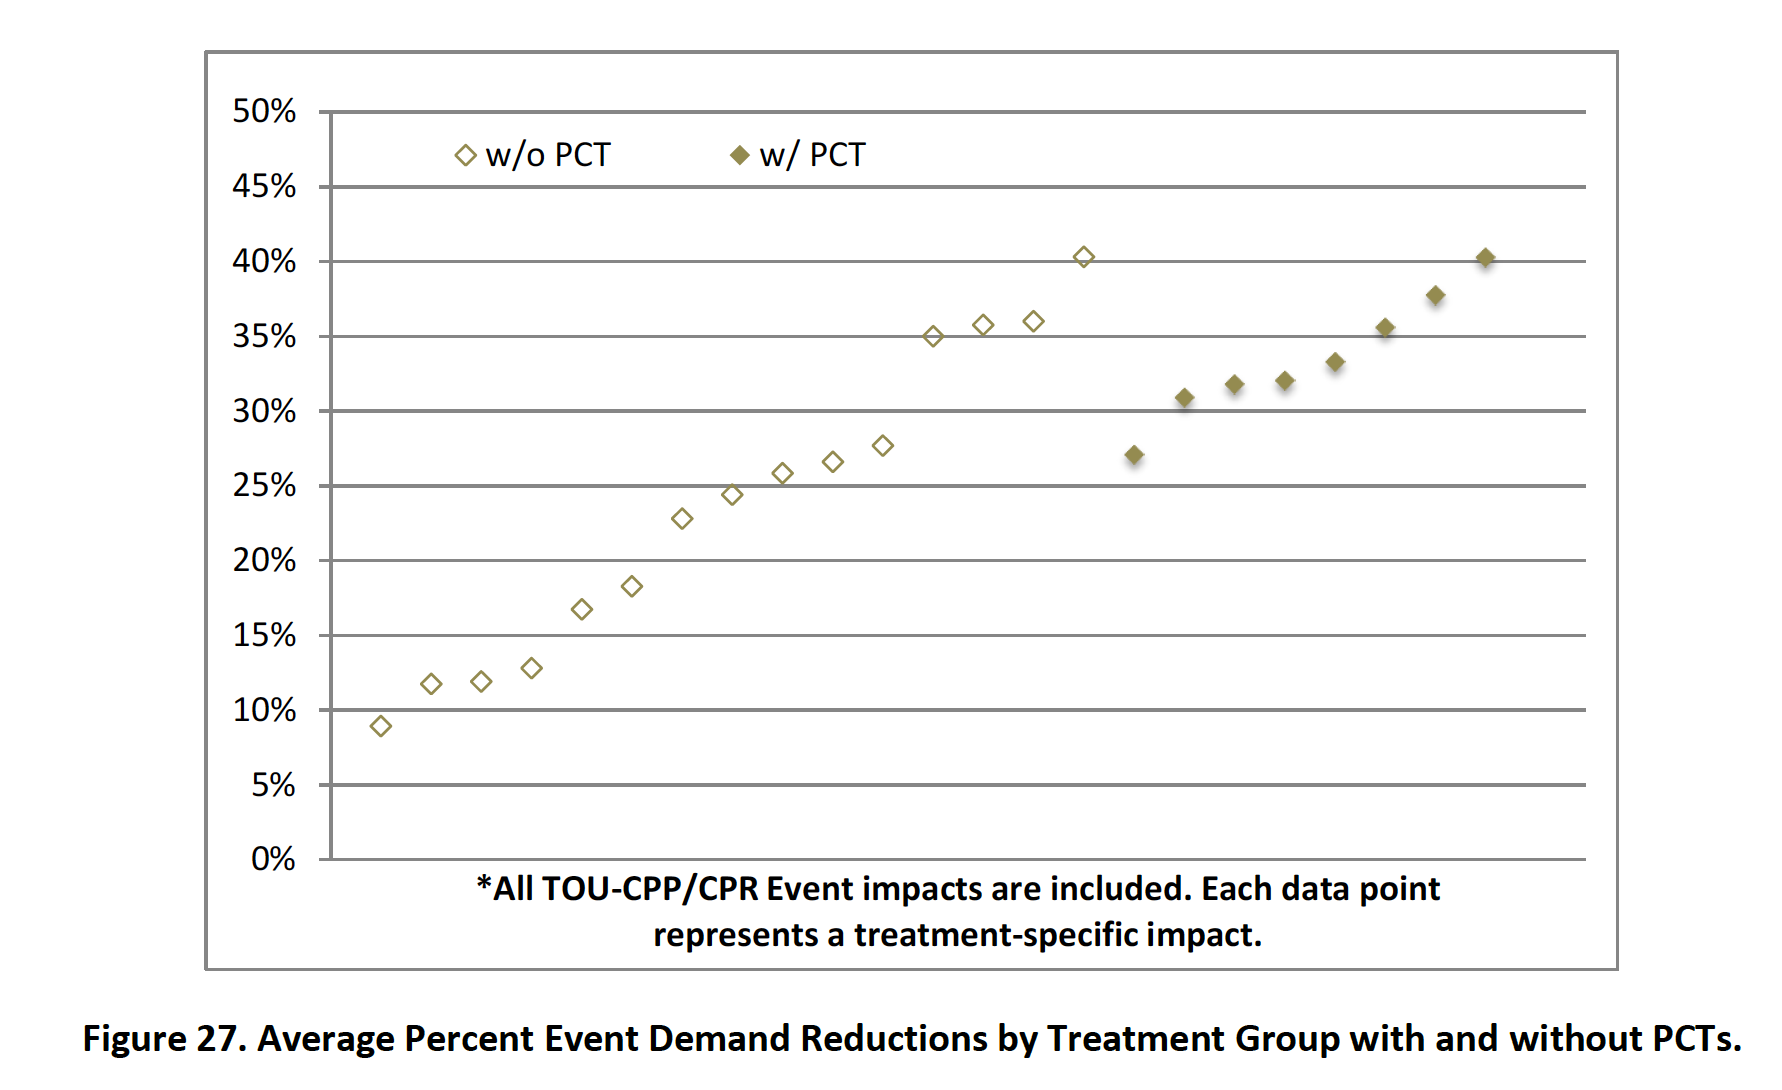 50%
w/o PCT w/ PCT
45%
40%
35%
30%
25%
20%
15%
10%
5%
0%
*All TOU-CPP/CPR Event impacts are included. Each data point
represents a treatment-specific impact.
Figure 27. Average Percent Event Demand Reductions by Treatment Group with and without PCTs.